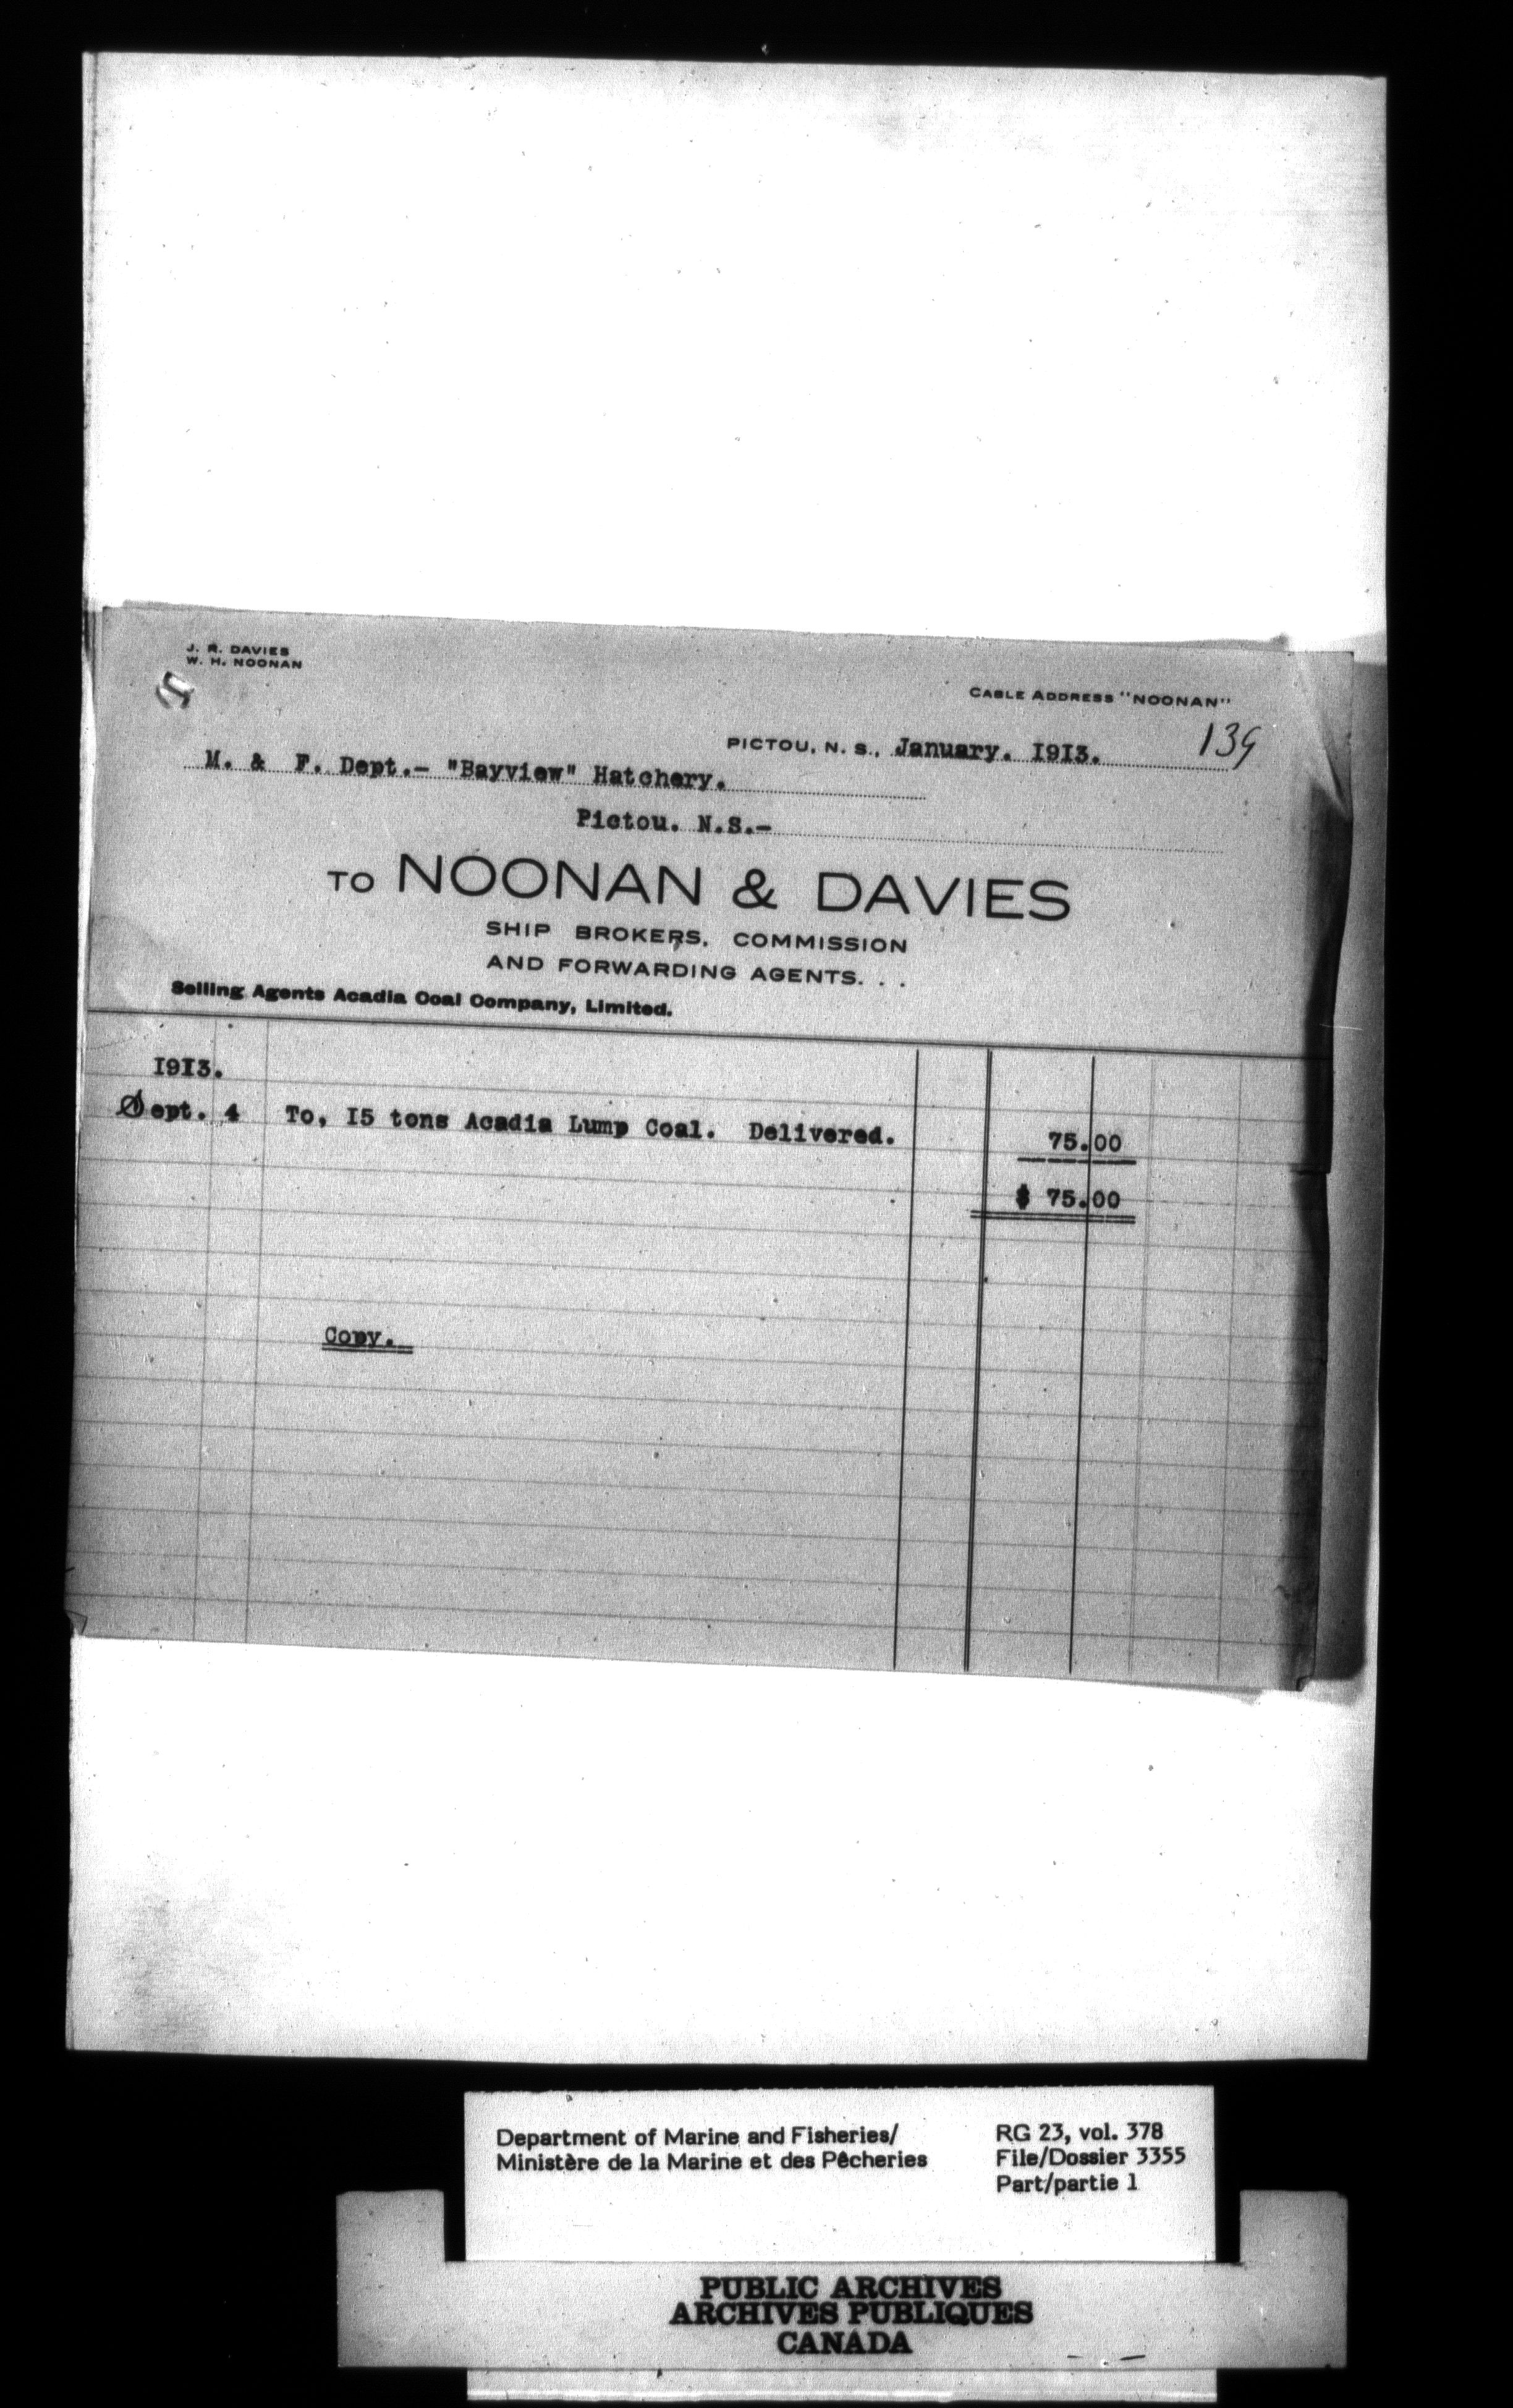 J. R. DAVIES
W. H. NOONAN
CABLE ADDRESS "NOONAN"
139
PICTOU, N. S., January. 1913.
M. & F. Dept.- "Bayview" Hatchery.
Pictou. N.S.-
TO NOONAN & DAVIES
SHIP BROKERS, COMMISSION
AND FORWARDING AGENTS. . .
Selling Agents Acadia Coal Company, Limited.
1913.
Sept. 4 To, 15 tons Acadia Lump Coal. Delivered. 75.00
$ 75.00
Copy.
Department of Marine and Fisheries/
Ministère de la Marine et des Pêcheries
RG 23, vol. 378
File/Dossier 3355
Part/partie 1
PUBLIC ARCHIVES
ARCHIVES PUBLIQUES
CANADA